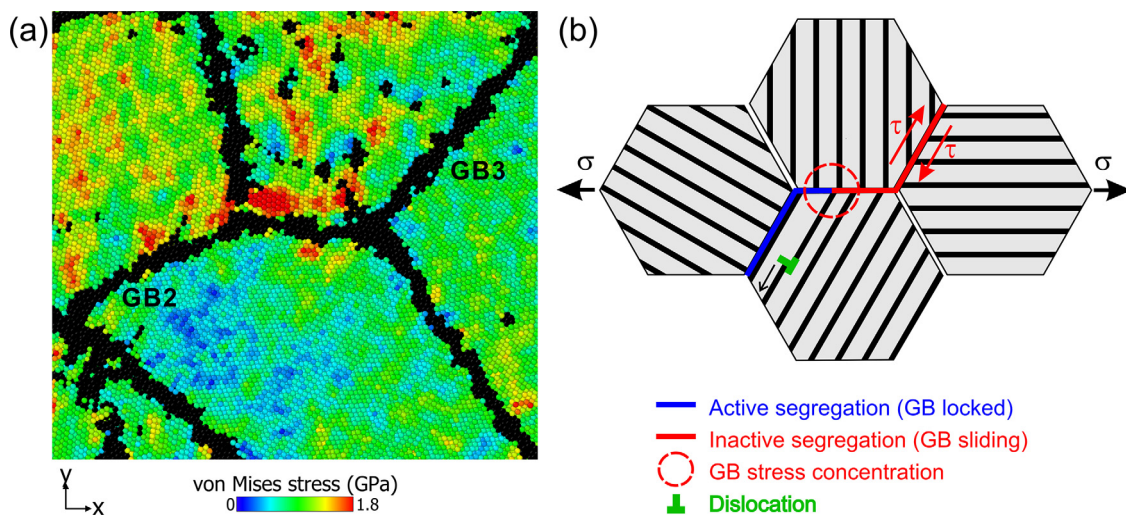 (a)
GB3
GB2
y
x
von Mises stress (GPa)
0
1.8
(b)
τ
τ
σ
σ
Active segregation (GB locked)
Inactive segregation (GB sliding)
GB stress concentration
Dislocation